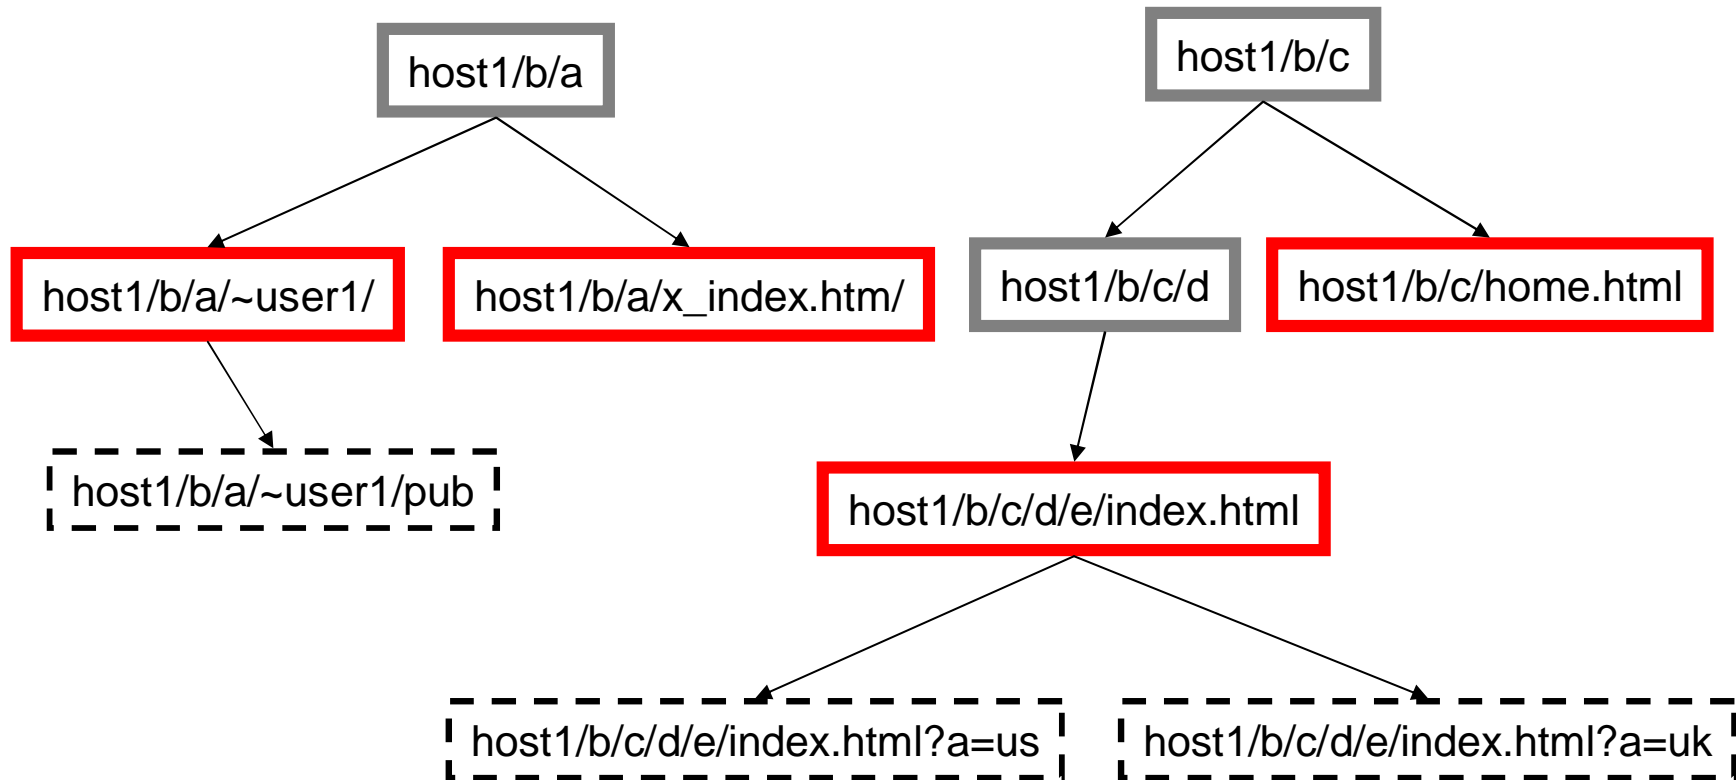 host1/b/a
host1/b/c
host1/b/a/~user1/
host1/b/a/x_index.htm/
host1/b/c/d
host1/b/c/home.html
host1/b/a/~user1/pub
host1/b/c/d/e/index.html
host1/b/c/d/e/index.html?a=us
host1/b/c/d/e/index.html?a=uk